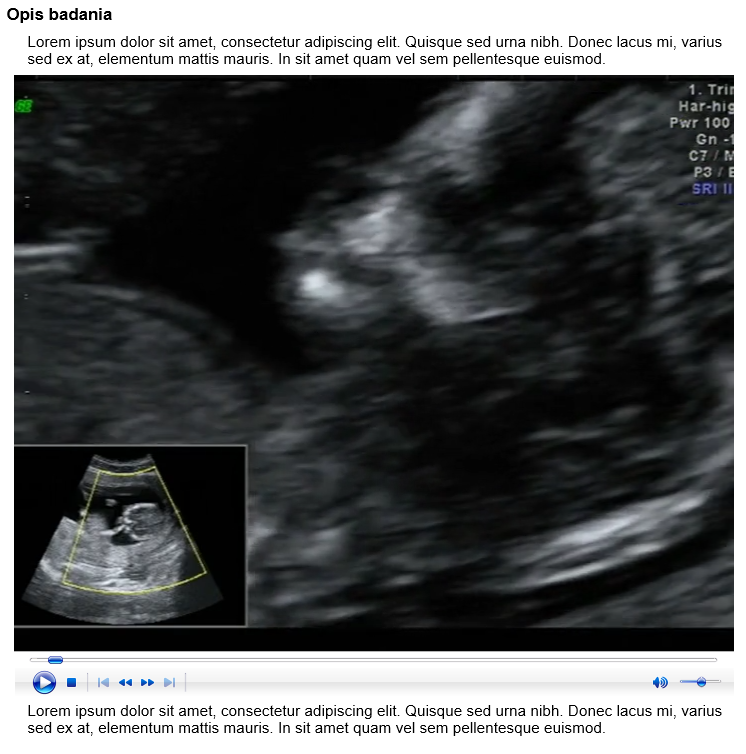 Opis badania
Lorem ipsum dolor sit amet, consectetur adipiscing elit. Quisque sed urna nibh. Donec lacus mi, varius
sed ex at, elementum mattis mauris. In sit amet quam vel sem pellentesque euismod.
1. Trin
Har-hig
Pwr 100
Gn -1
C7 / M
P3 / E
SRI II
Lorem ipsum dolor sit amet, consectetur adipiscing elit. Quisque sed urna nibh. Donec lacus mi, varius
sed ex at, elementum mattis mauris. In sit amet quam vel sem pellentesque euismod.